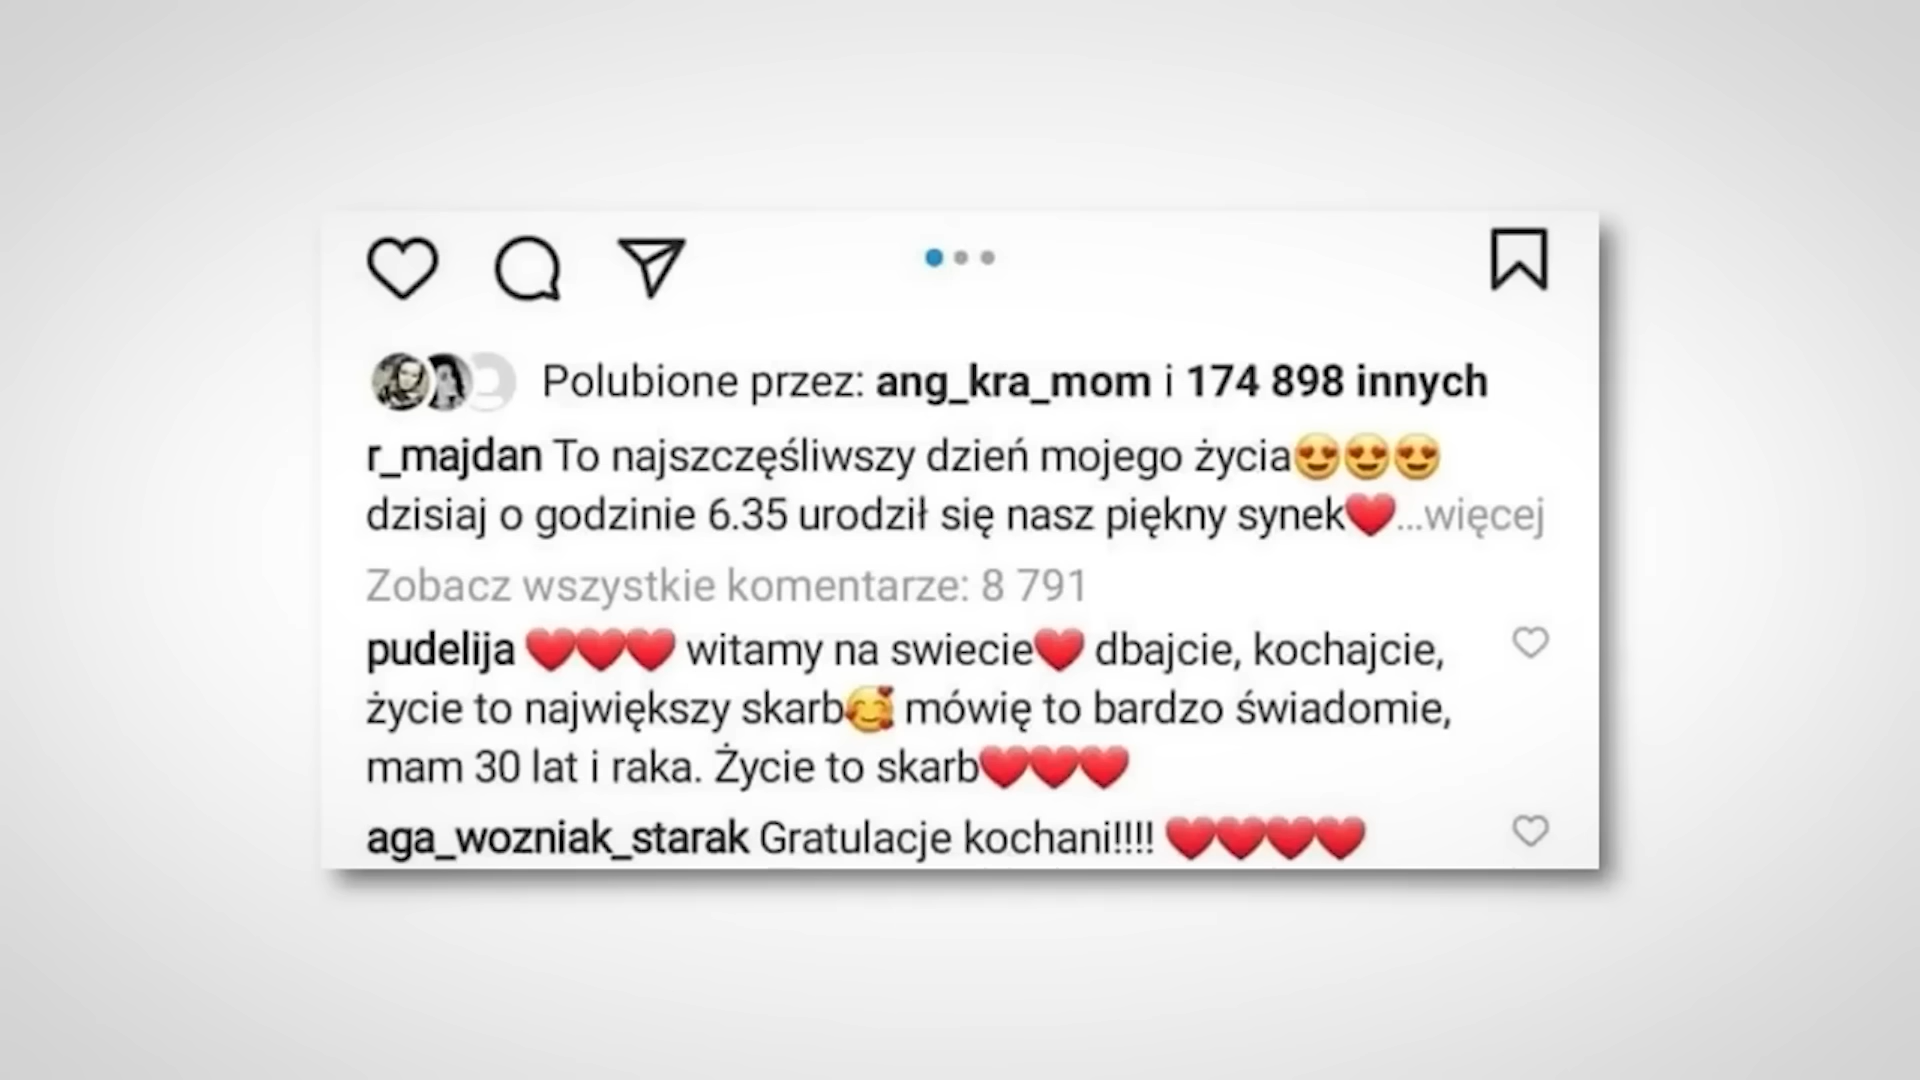 Polubione przez: ang_kra_mom i 174 898 innych
r_majdan To najszczęśliwszy dzień mojego życia😍😍😍
dzisiaj o godzinie 6.35 urodził się nasz piękny synek❤️...więcej
Zobacz wszystkie komentarze: 8 791
pudelija ❤️❤️❤️ witamy na swiecie❤️ dbajcie, kochajcie,
życie to największy skarb🥰 mówię to bardzo świadomie,
mam 30 lat i raka. Życie to skarb❤️❤️❤️
aga_wozniak_starak Gratulacje kochani!!!! ❤️❤️❤️❤️